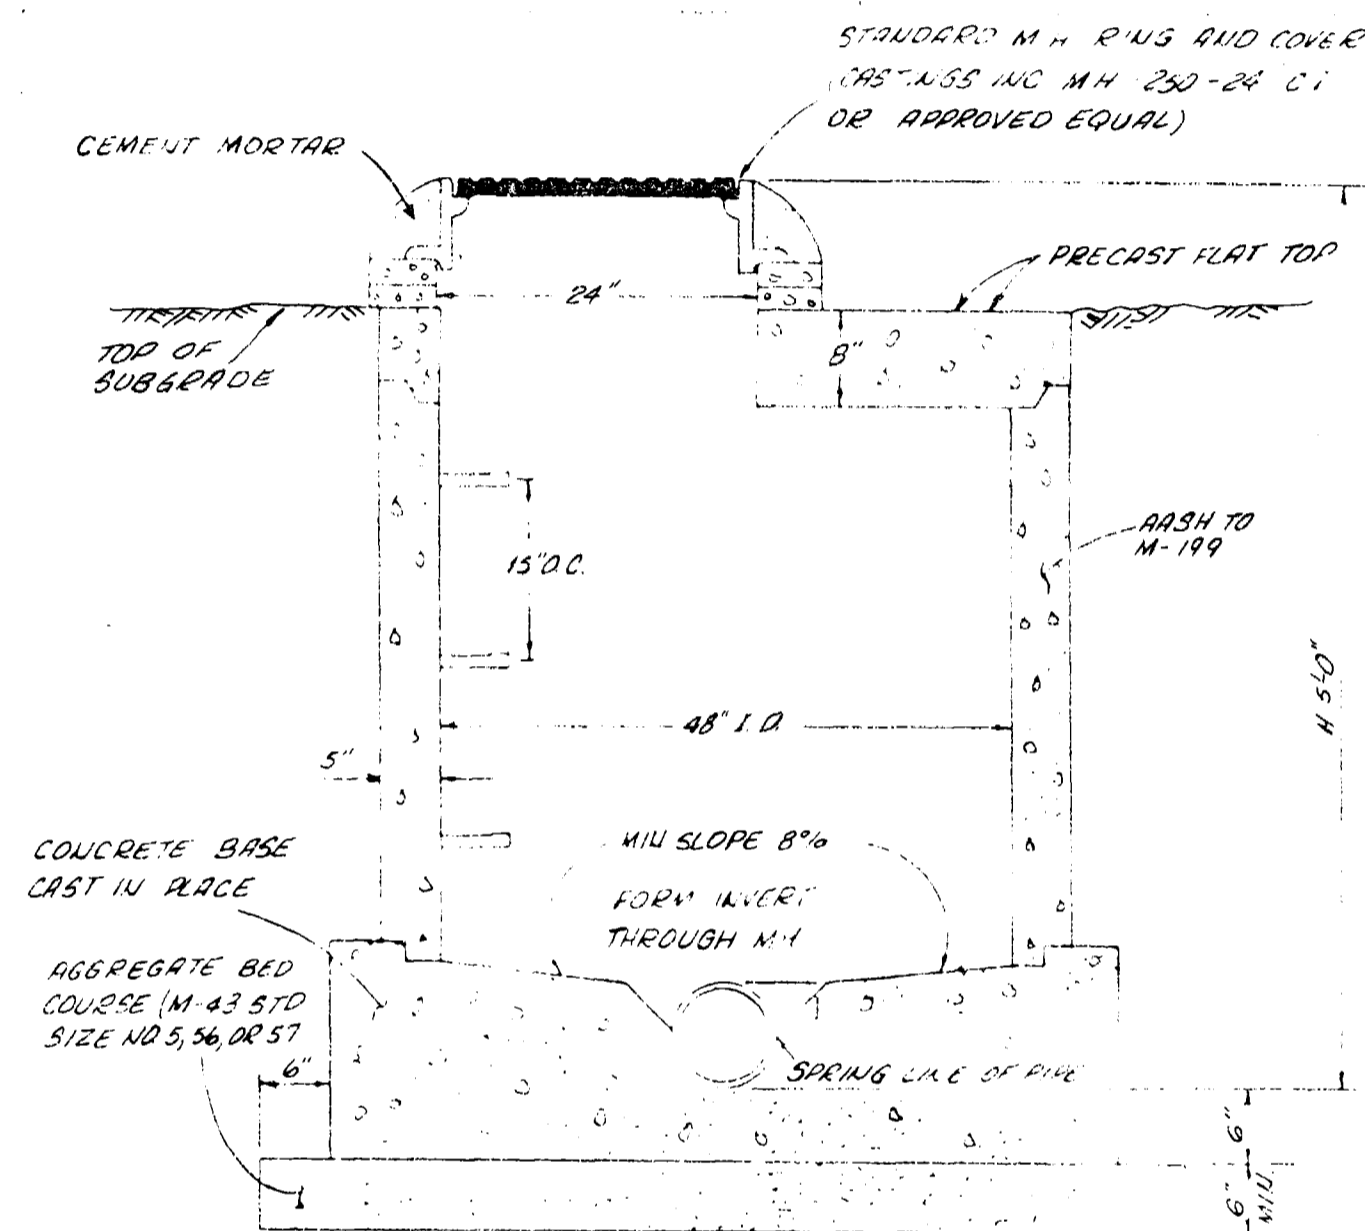 STANDARD MH RING AND COVER
CASTINGS INC MH 250-24 CI
OR APPROVED EQUAL)
CEMENT MORTAR
PRECAST FLAT TOP
24"
TOP OF
SUBGRADE
8"
15" O.C.
AASHTO
M-199
H 5'0"
48" I.D.
5"
CONCRETE BASE
CAST IN PLACE
MIN SLOPE 8%
FORM INVERT
THROUGH MH
AGGREGATE BED
COURSE (M-43 STD
SIZE NO 5, 56, OR 57
6"
SPRING LINE OF PIPE
6"
6"
MIN